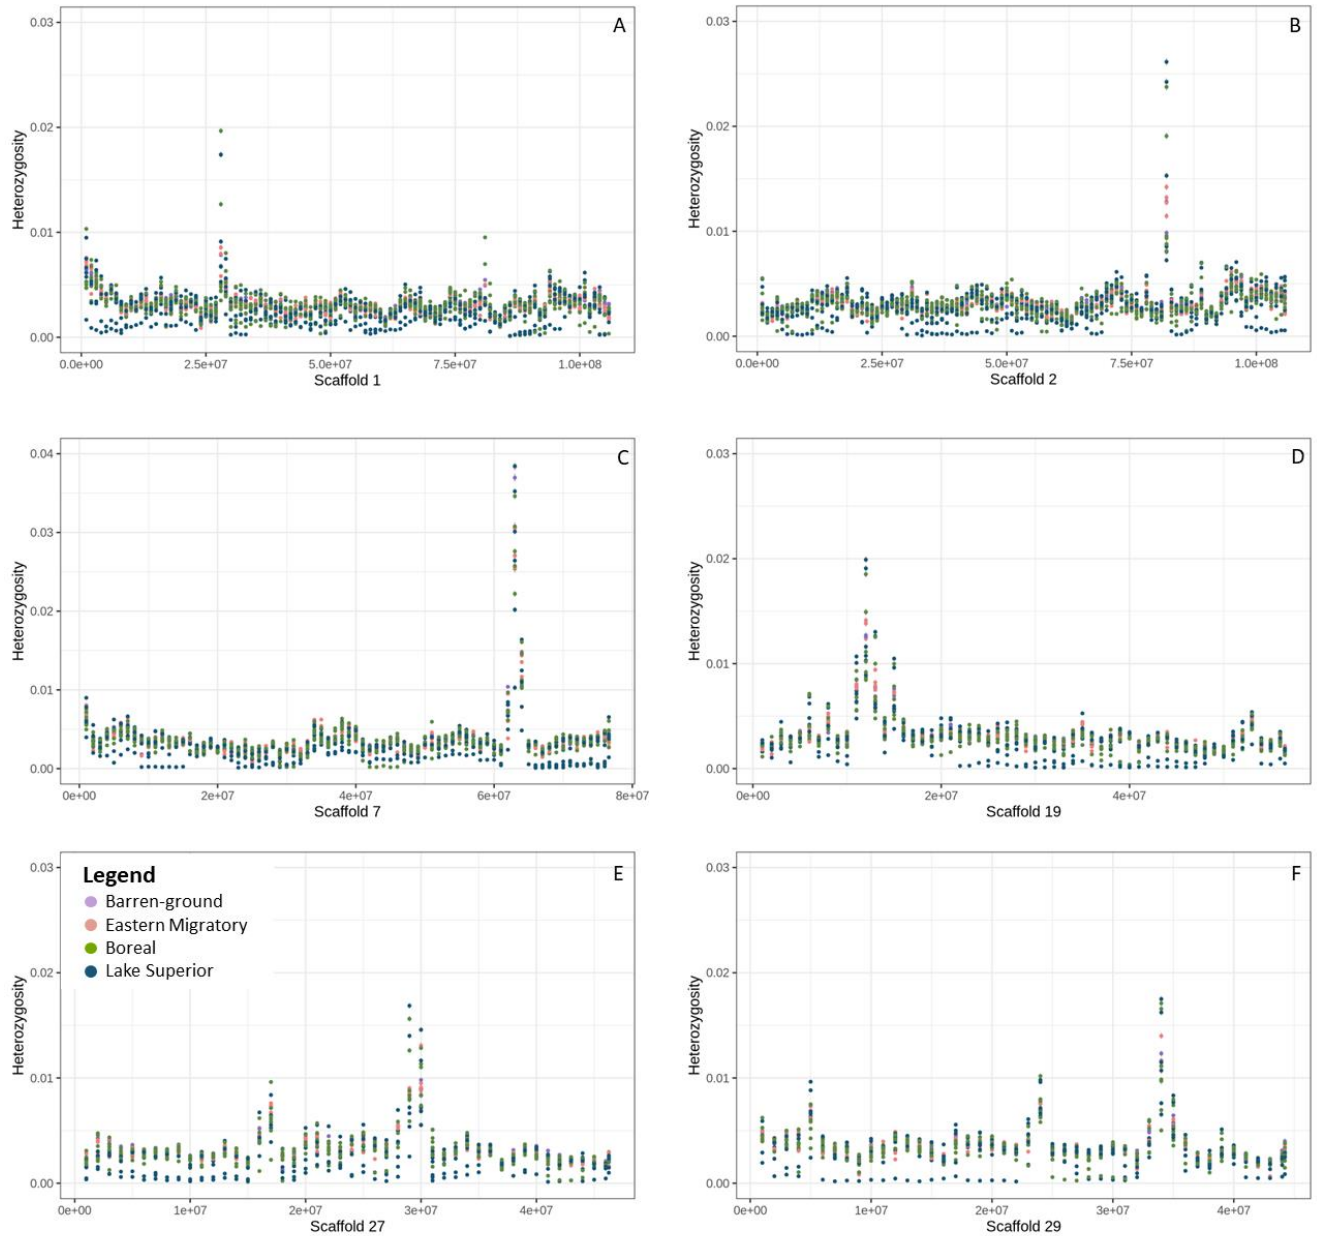 A
0.03
0.02
0.01
0.00
Heterozygosity
0.0e+00 2.5e+07 5.0e+07 7.5e+07 1.0e+08
Scaffold 1
B
0.03
0.02
0.01
0.00
Heterozygosity
0.0e+00 2.5e+07 5.0e+07 7.5e+07 1.0e+08
Scaffold 2
C
0.04
0.03
0.02
0.01
0.00
Heterozygosity
0e+00 2e+07 4e+07 6e+07 8e+07
Scaffold 7
D
0.03
0.02
0.01
0.00
Heterozygosity
0e+00 2e+07 4e+07
Scaffold 19
E
Legend
Barren-ground
Eastern Migratory
Boreal
Lake Superior
0.03
0.02
0.01
0.00
Heterozygosity
0e+00 1e+07 2e+07 3e+07 4e+07
Scaffold 27
F
0.03
0.02
0.01
0.00
Heterozygosity
0e+00 1e+07 2e+07 3e+07 4e+07
Scaffold 29